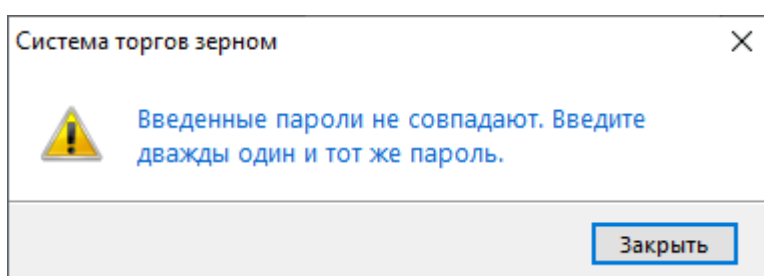 Система торгов зерном
Введенные пароли не совпадают. Введите
дважды один и тот же пароль.
Закрыть